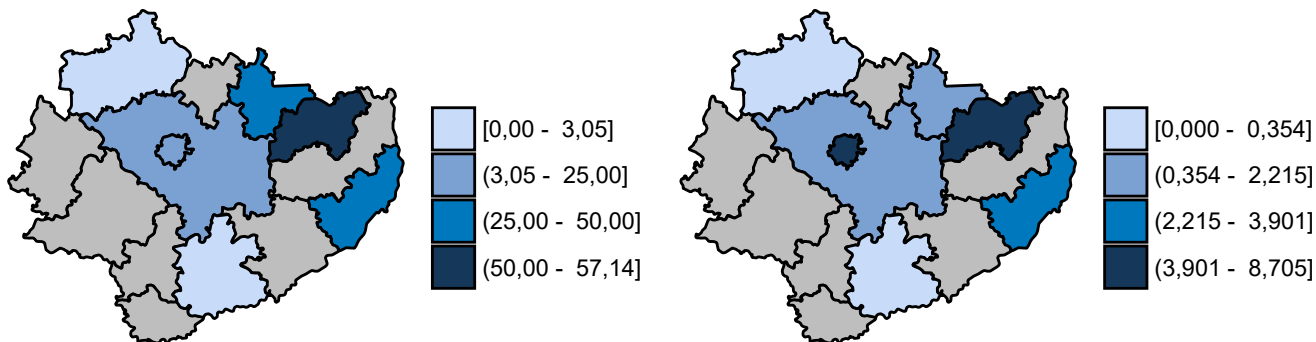 [0,00 - 3,05]
(3,05 - 25,00]
(25,00 - 50,00]
(50,00 - 57,14]
[0,000 - 0,354]
(0,354 - 2,215]
(2,215 - 3,901]
(3,901 - 8,705]